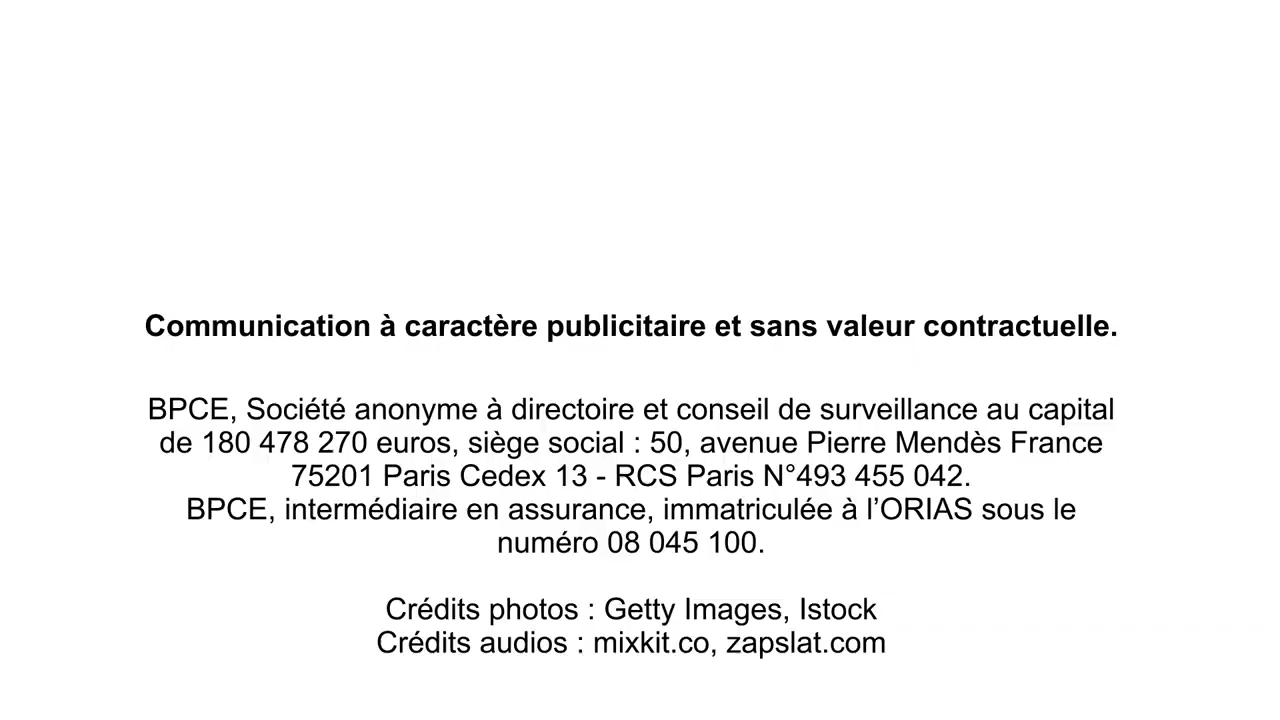 Communication à caractère publicitaire et sans valeur contractuelle.
BPCE, Société anonyme à directoire et conseil de surveillance au capital
de 180 478 270 euros, siège social : 50, avenue Pierre Mendès France
75201 Paris Cedex 13 - RCS Paris N°493 455 042.
BPCE, intermédiaire en assurance, immatriculée à l’ORIAS sous le
numéro 08 045 100.
Crédits photos : Getty Images, Istock
Crédits audios : mixkit.co, zapslat.com